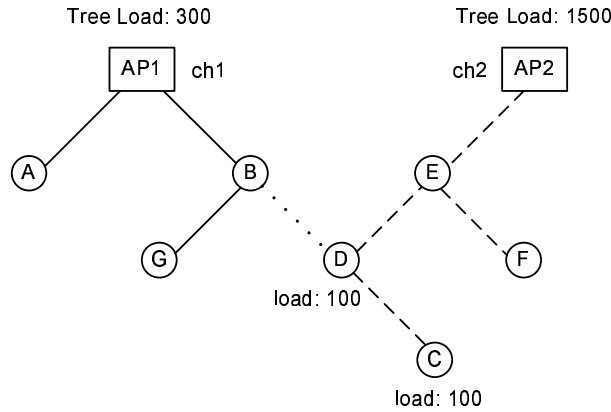 Tree Load: 300
Tree Load: 1500
AP1
ch1
ch2
AP2
A
B
E
G
D
F
load: 100
C
load: 100